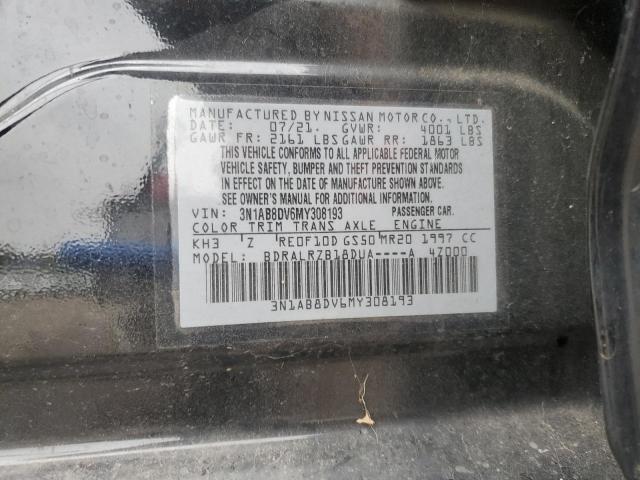 MANUFACTURED BY NISSAN MOTOR CO., LTD.
DATE: 07/21. GVWR: 4001 LBS
GAWR FR: 2161 LBS GAWR RR: 1863 LBS
THIS VEHICLE CONFORMS TO ALL APPLICABLE FEDERAL MOTOR
VEHICLE SAFETY, BUMPER, AND THEFT PREVENTION STANDARDS
IN EFFECT ON THE DATE OF MANUFACTURE SHOWN ABOVE.
SEE OWNER'S MANUAL FOR ADDITIONAL INFORMATION.
VIN: 3N1AB8DV6MY308193 PASSENGER CAR.
COLOR TRIM TRANS AXLE ENGINE
KH3 Z RE0F10D GS50 MR20 1997 CC
MODEL: BDRALRZB18DUA----A 4Z000
3N1AB8DV6MY308193